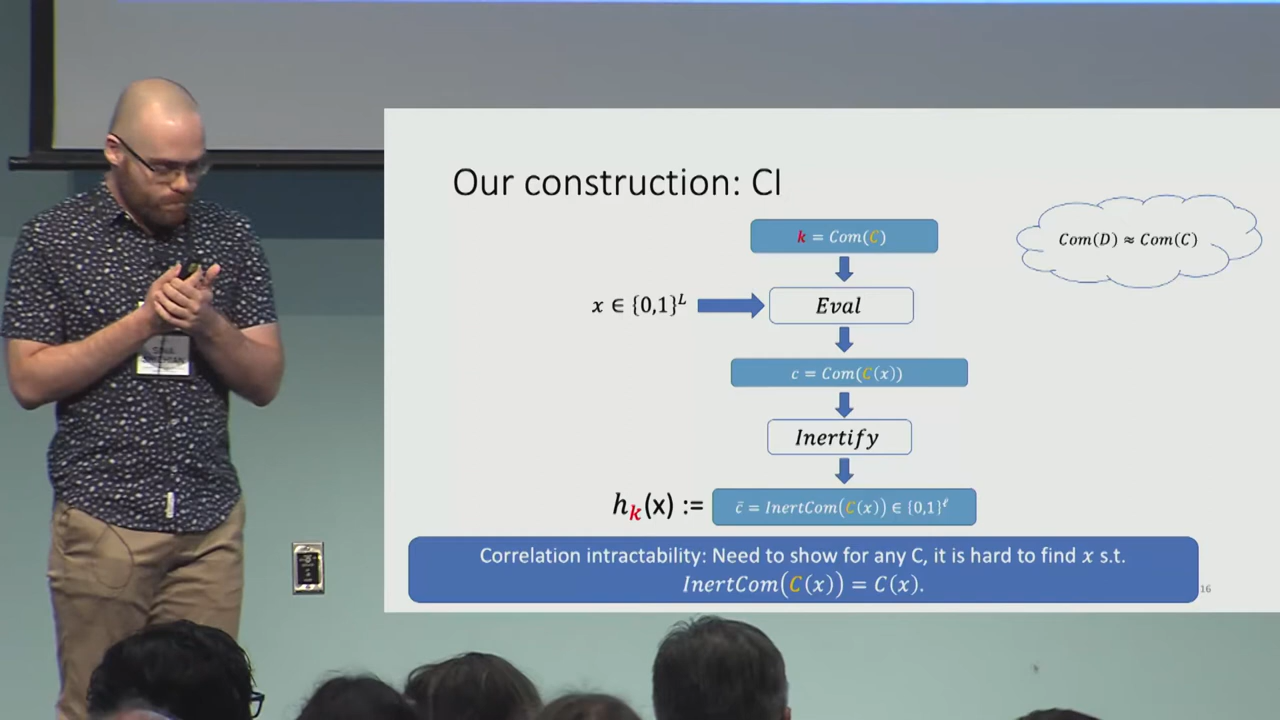 Our construction: CI
k = Com(C)
Com(D) ≈ Com(C)
x ∈ {0,1}^L
Eval
c = Com(C(x))
Inertify
h_k(x) :=
c̄ = InertCom(C(x)) ∈ {0,1}^ℓ
Correlation intractability: Need to show for any C, it is hard to find x s.t.
InertCom(C(x)) = C(x).
16